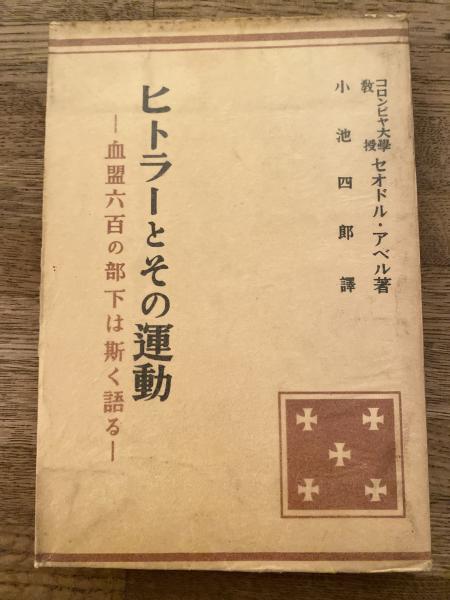 コロンビヤ大學教授 セオドル・アベル著
小池四郎譯
ヒトラーとその運動
―血盟六百の部下は斯く語る―